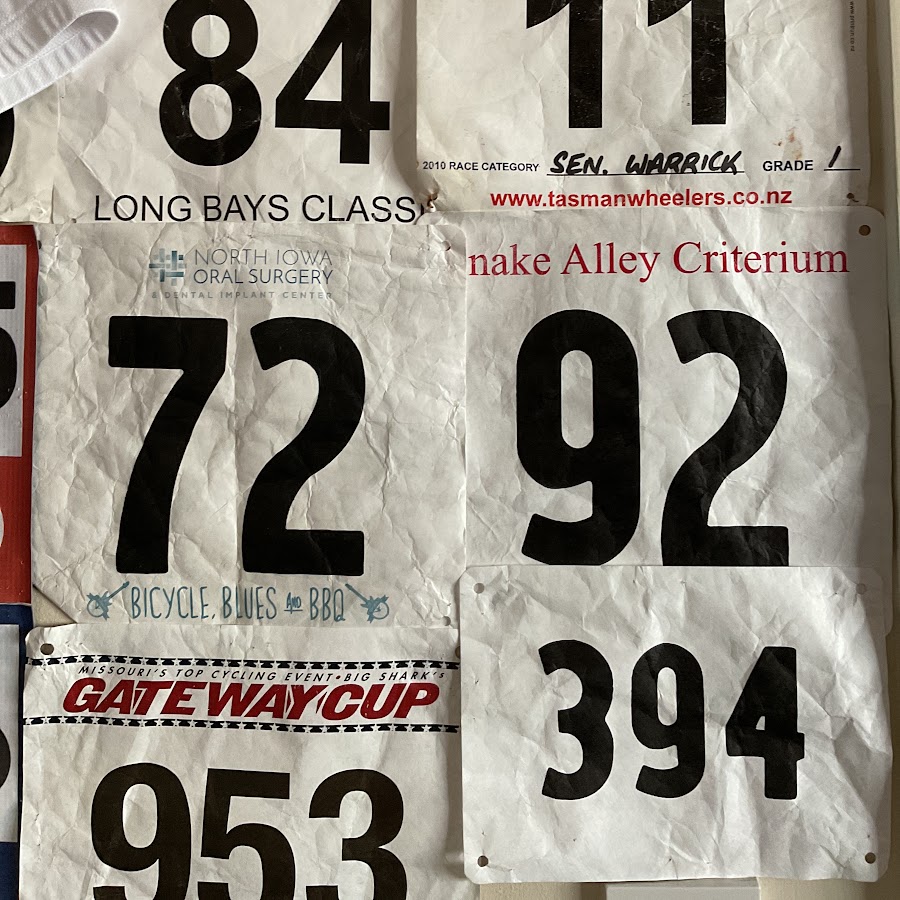 84
LONG BAYS CLASS
11
2010 RACE CATEGORY SEN. WARRICK GRADE 1
www.tasmanwheelers.co.nz
NORTH IOWA
ORAL SURGERY
& DENTAL IMPLANT CENTER
72
BICYCLE, BLUES AND BBQ
nake Alley Criterium
92
MISSOURI'S TOP CYCLING EVENT • BIG SHARK'S
GATEWAY CUP
953
394